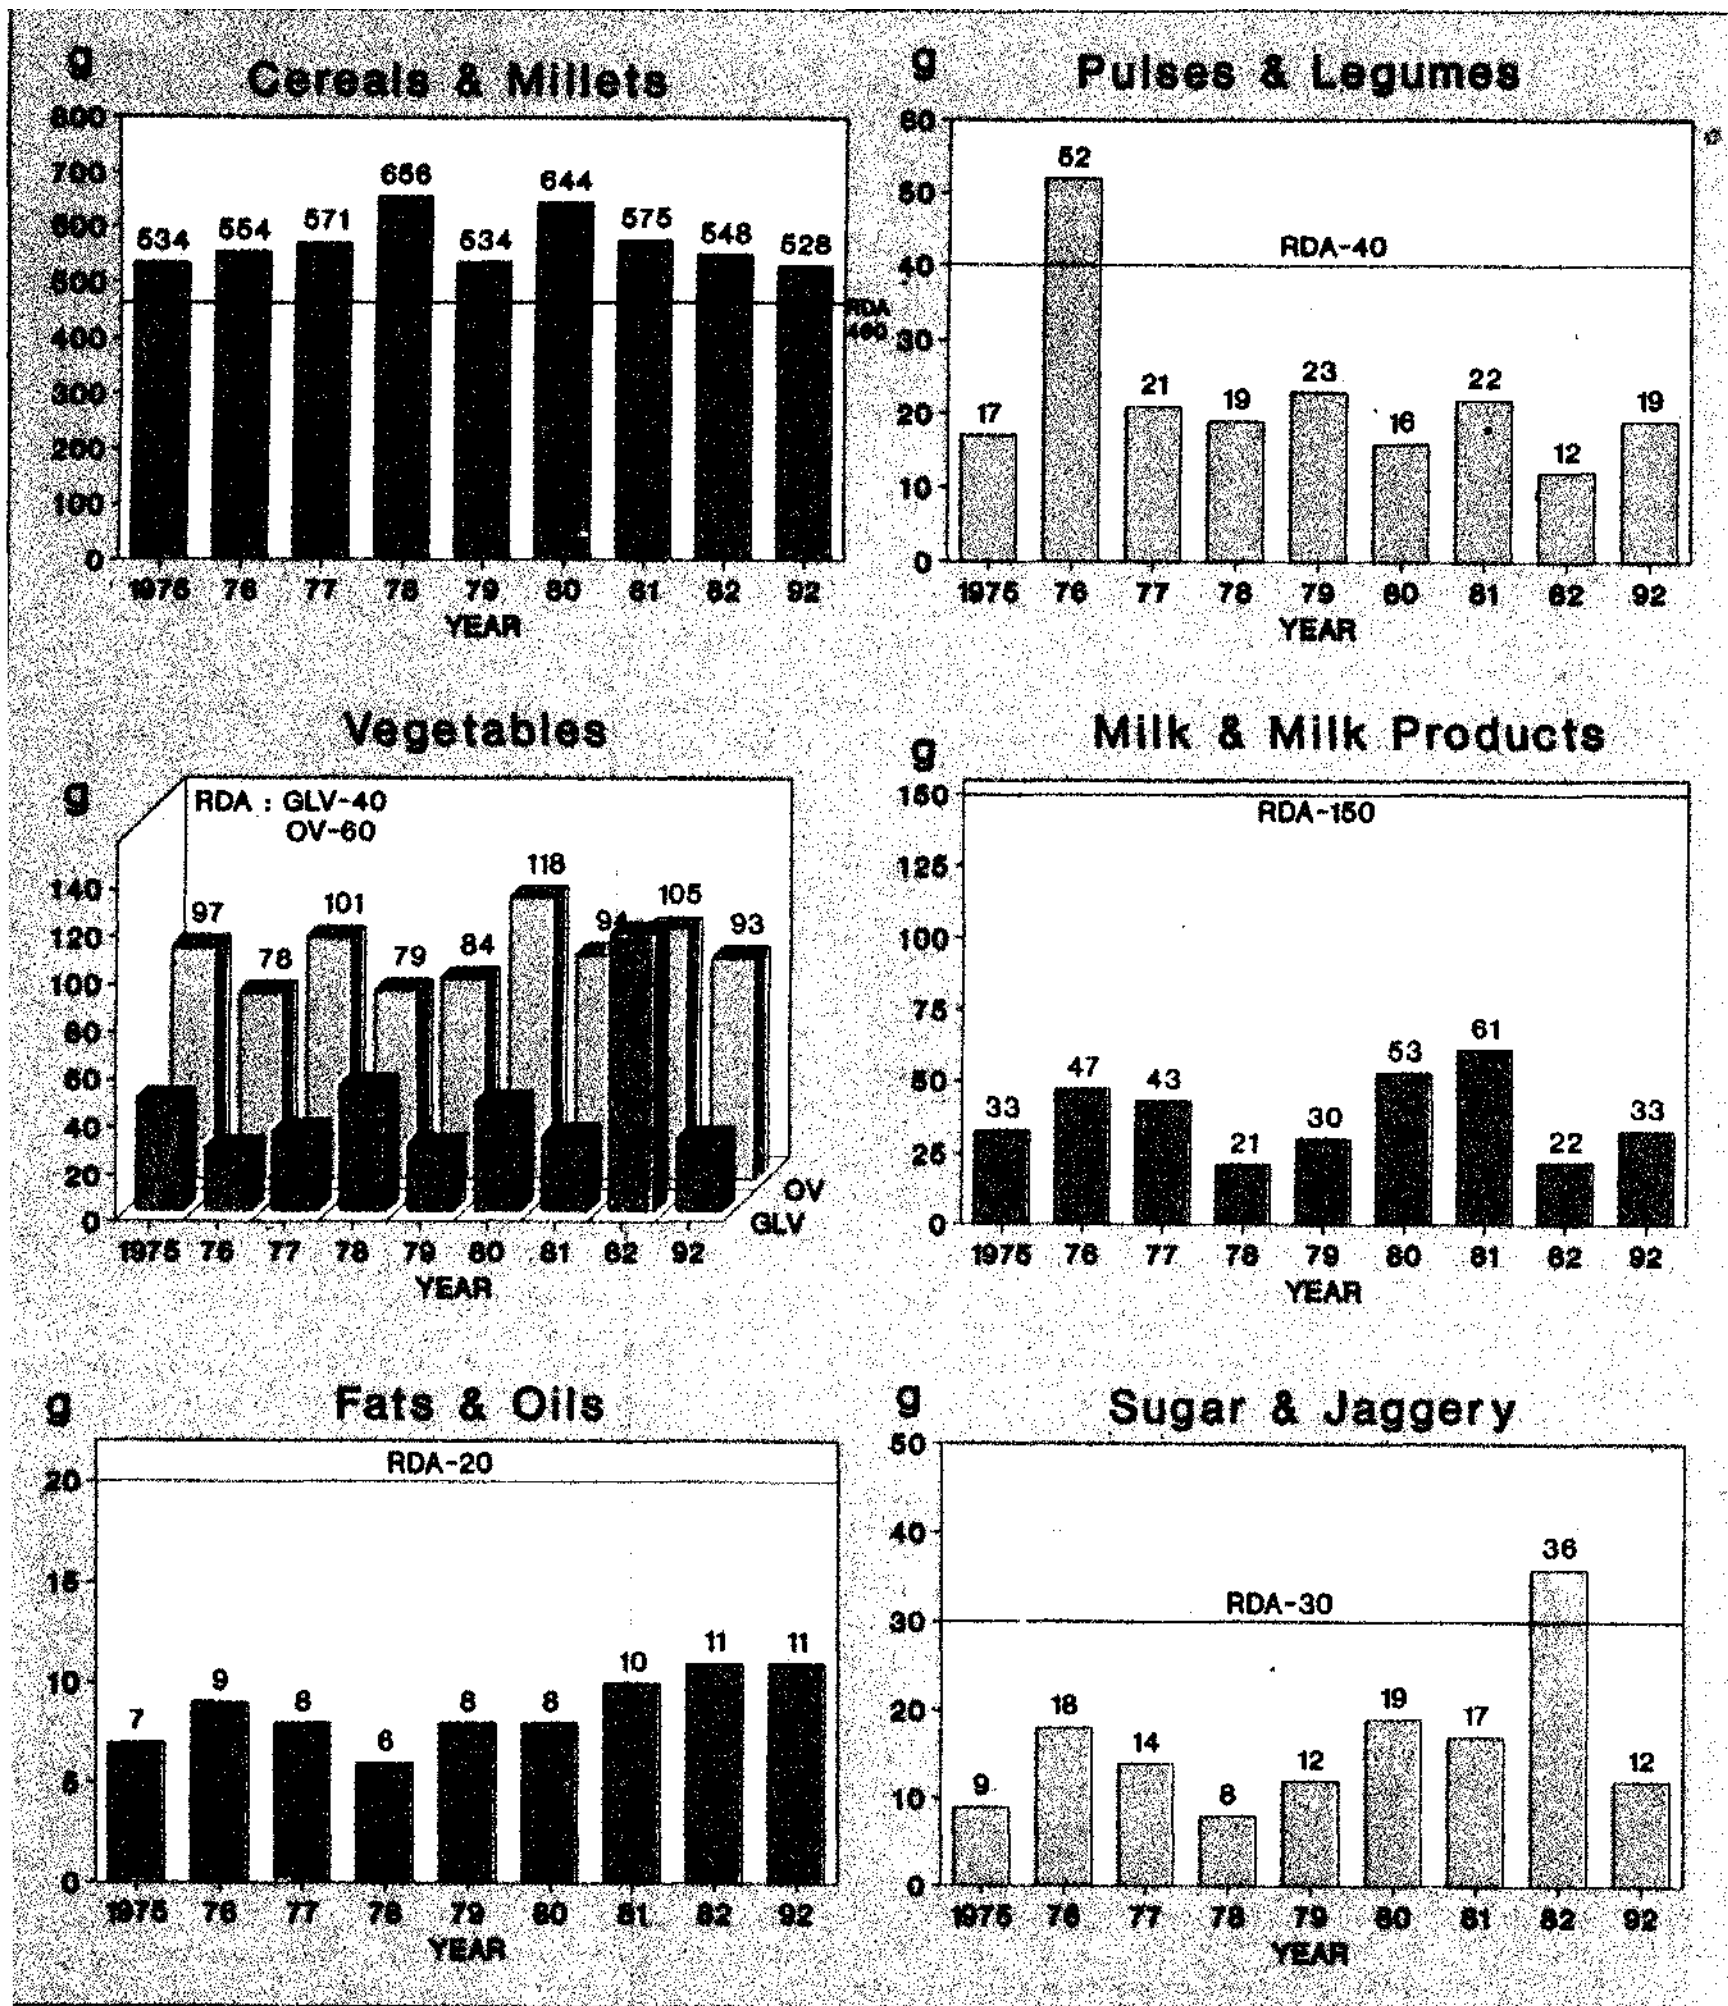 g Cereals & Millets
800
700
600
500
400
300
200
100
0
534 554 571 656 534 644 575 548 528
RDA
460
1975 76 77 78 79 80 81 82 92
YEAR
g Pulses & Legumes
60
50
40
30
20
10
0
17 52 21 19 23 16 22 12 19
RDA-40
1975 76 77 78 79 80 81 82 92
YEAR
g Vegetables
RDA : GLV-40
OV-60
140
120
100
80
60
40
20
0
97 78 101 79 84 118 94 105 93
OV
GLV
1975 76 77 78 79 80 81 82 92
YEAR
g Milk & Milk Products
150
125
100
75
50
25
0
RDA-150
33 47 43 21 30 53 61 22 33
1975 76 77 78 79 80 81 82 92
YEAR
g Fats & Oils
20
15
10
5
0
RDA-20
7 9 8 6 8 8 10 11 11
1975 76 77 78 79 80 81 82 92
YEAR
g Sugar & Jaggery
50
40
30
20
10
0
RDA-30
9 18 14 8 12 19 17 36 12
1975 76 77 78 79 80 81 82 92
YEAR